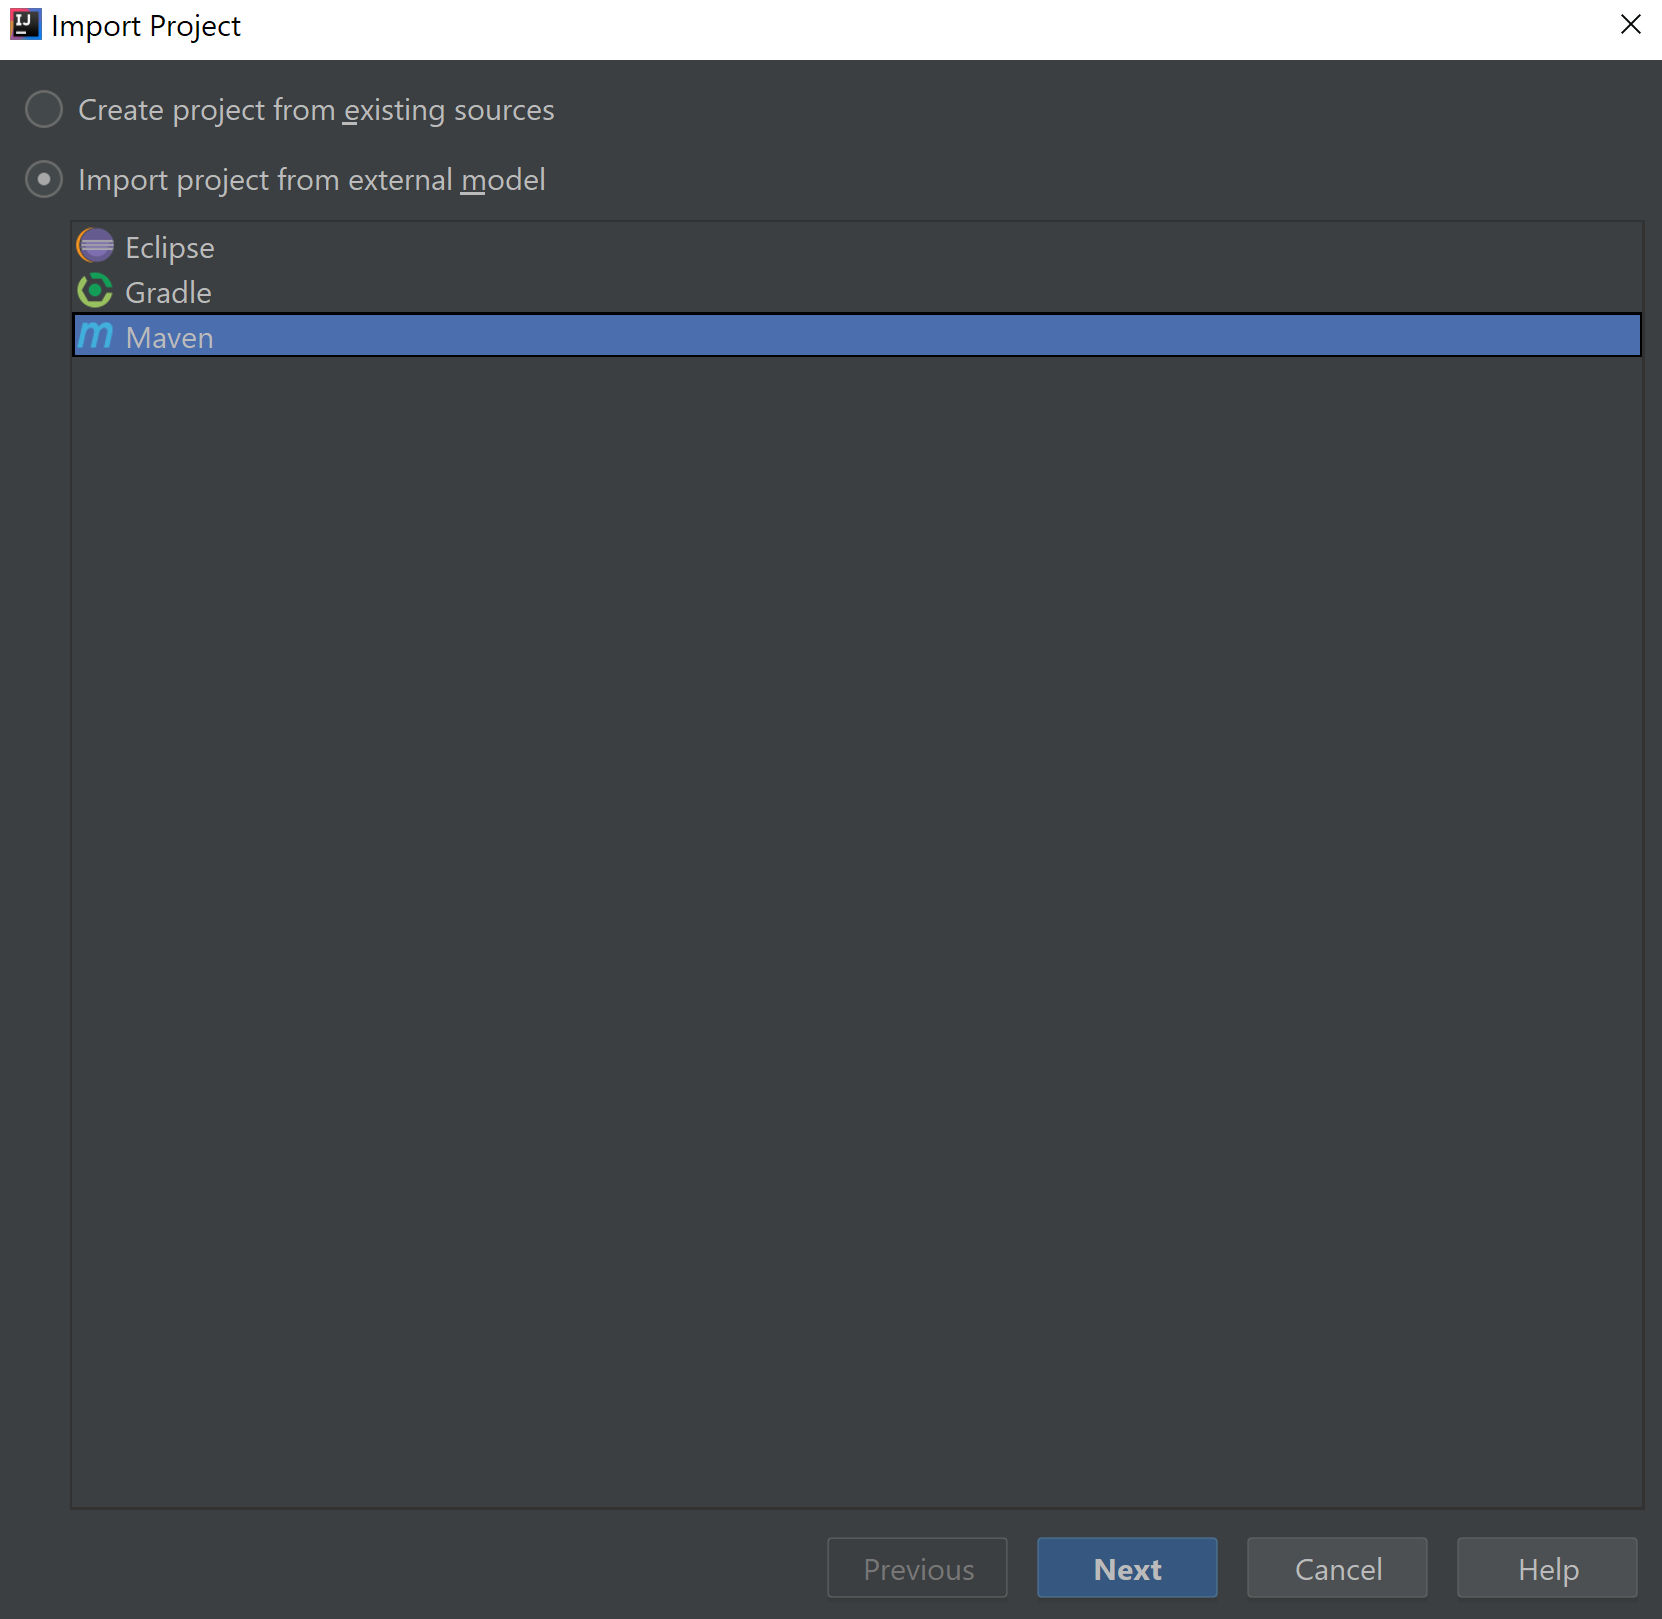 IJ Import Project
Create project from existing sources
Import project from external model
Eclipse
Gradle
m Maven
Previous Next Cancel Help